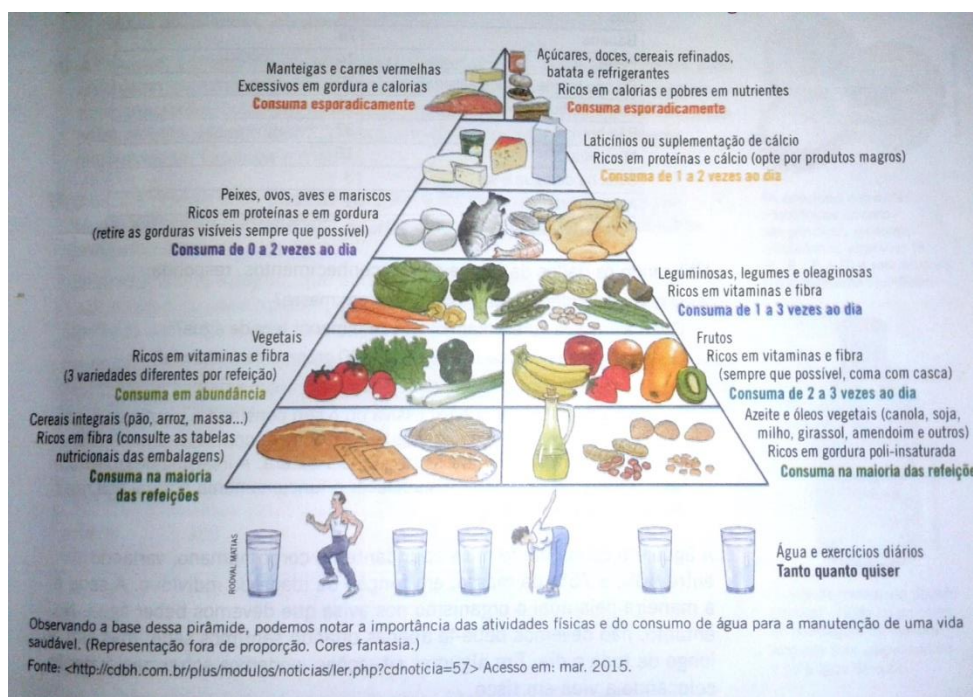 Manteigas e carnes vermelhas
Excessivos em gordura e calorias
Consuma esporadicamente
Açúcares, doces, cereais refinados,
batata e refrigerantes
Ricos em calorias e pobres em nutrientes
Consuma esporadicamente
Laticínios ou suplementação de cálcio
Ricos em proteínas e cálcio (opte por produtos magros)
Consuma de 1 a 2 vezes ao dia
Peixes, ovos, aves e mariscos
Ricos em proteínas e em gordura
(retire as gorduras visíveis sempre que possível)
Consuma de 0 a 2 vezes ao dia
Leguminosas, legumes e oleaginosas
Ricos em vitaminas e fibra
Consuma de 1 a 3 vezes ao dia
Vegetais
Ricos em vitaminas e fibra
(3 variedades diferentes por refeição)
Consuma em abundância
Frutos
Ricos em vitaminas e fibra
(sempre que possível, coma com casca)
Consuma de 2 a 3 vezes ao dia
Cereais integrais (pão, arroz, massa...)
Ricos em fibra (consulte as tabelas
nutricionais das embalagens)
Consuma na maioria
das refeições
Azeite e óleos vegetais (canola, soja,
milho, girassol, amendoim e outros)
Ricos em gordura poli-insaturada
Consuma na maioria das refeiçõe
RODVAL MATIAS
Água e exercícios diários
Tanto quanto quiser
Observando a base dessa pirâmide, podemos notar a importância das atividades físicas e do consumo de água para a manutenção de uma vida
saudável. (Representação fora de proporção. Cores fantasia.)
Fonte: <http://cdbh.com.br/plus/modulos/noticias/ler.php?cdnoticia=57> Acesso em: mar. 2015.